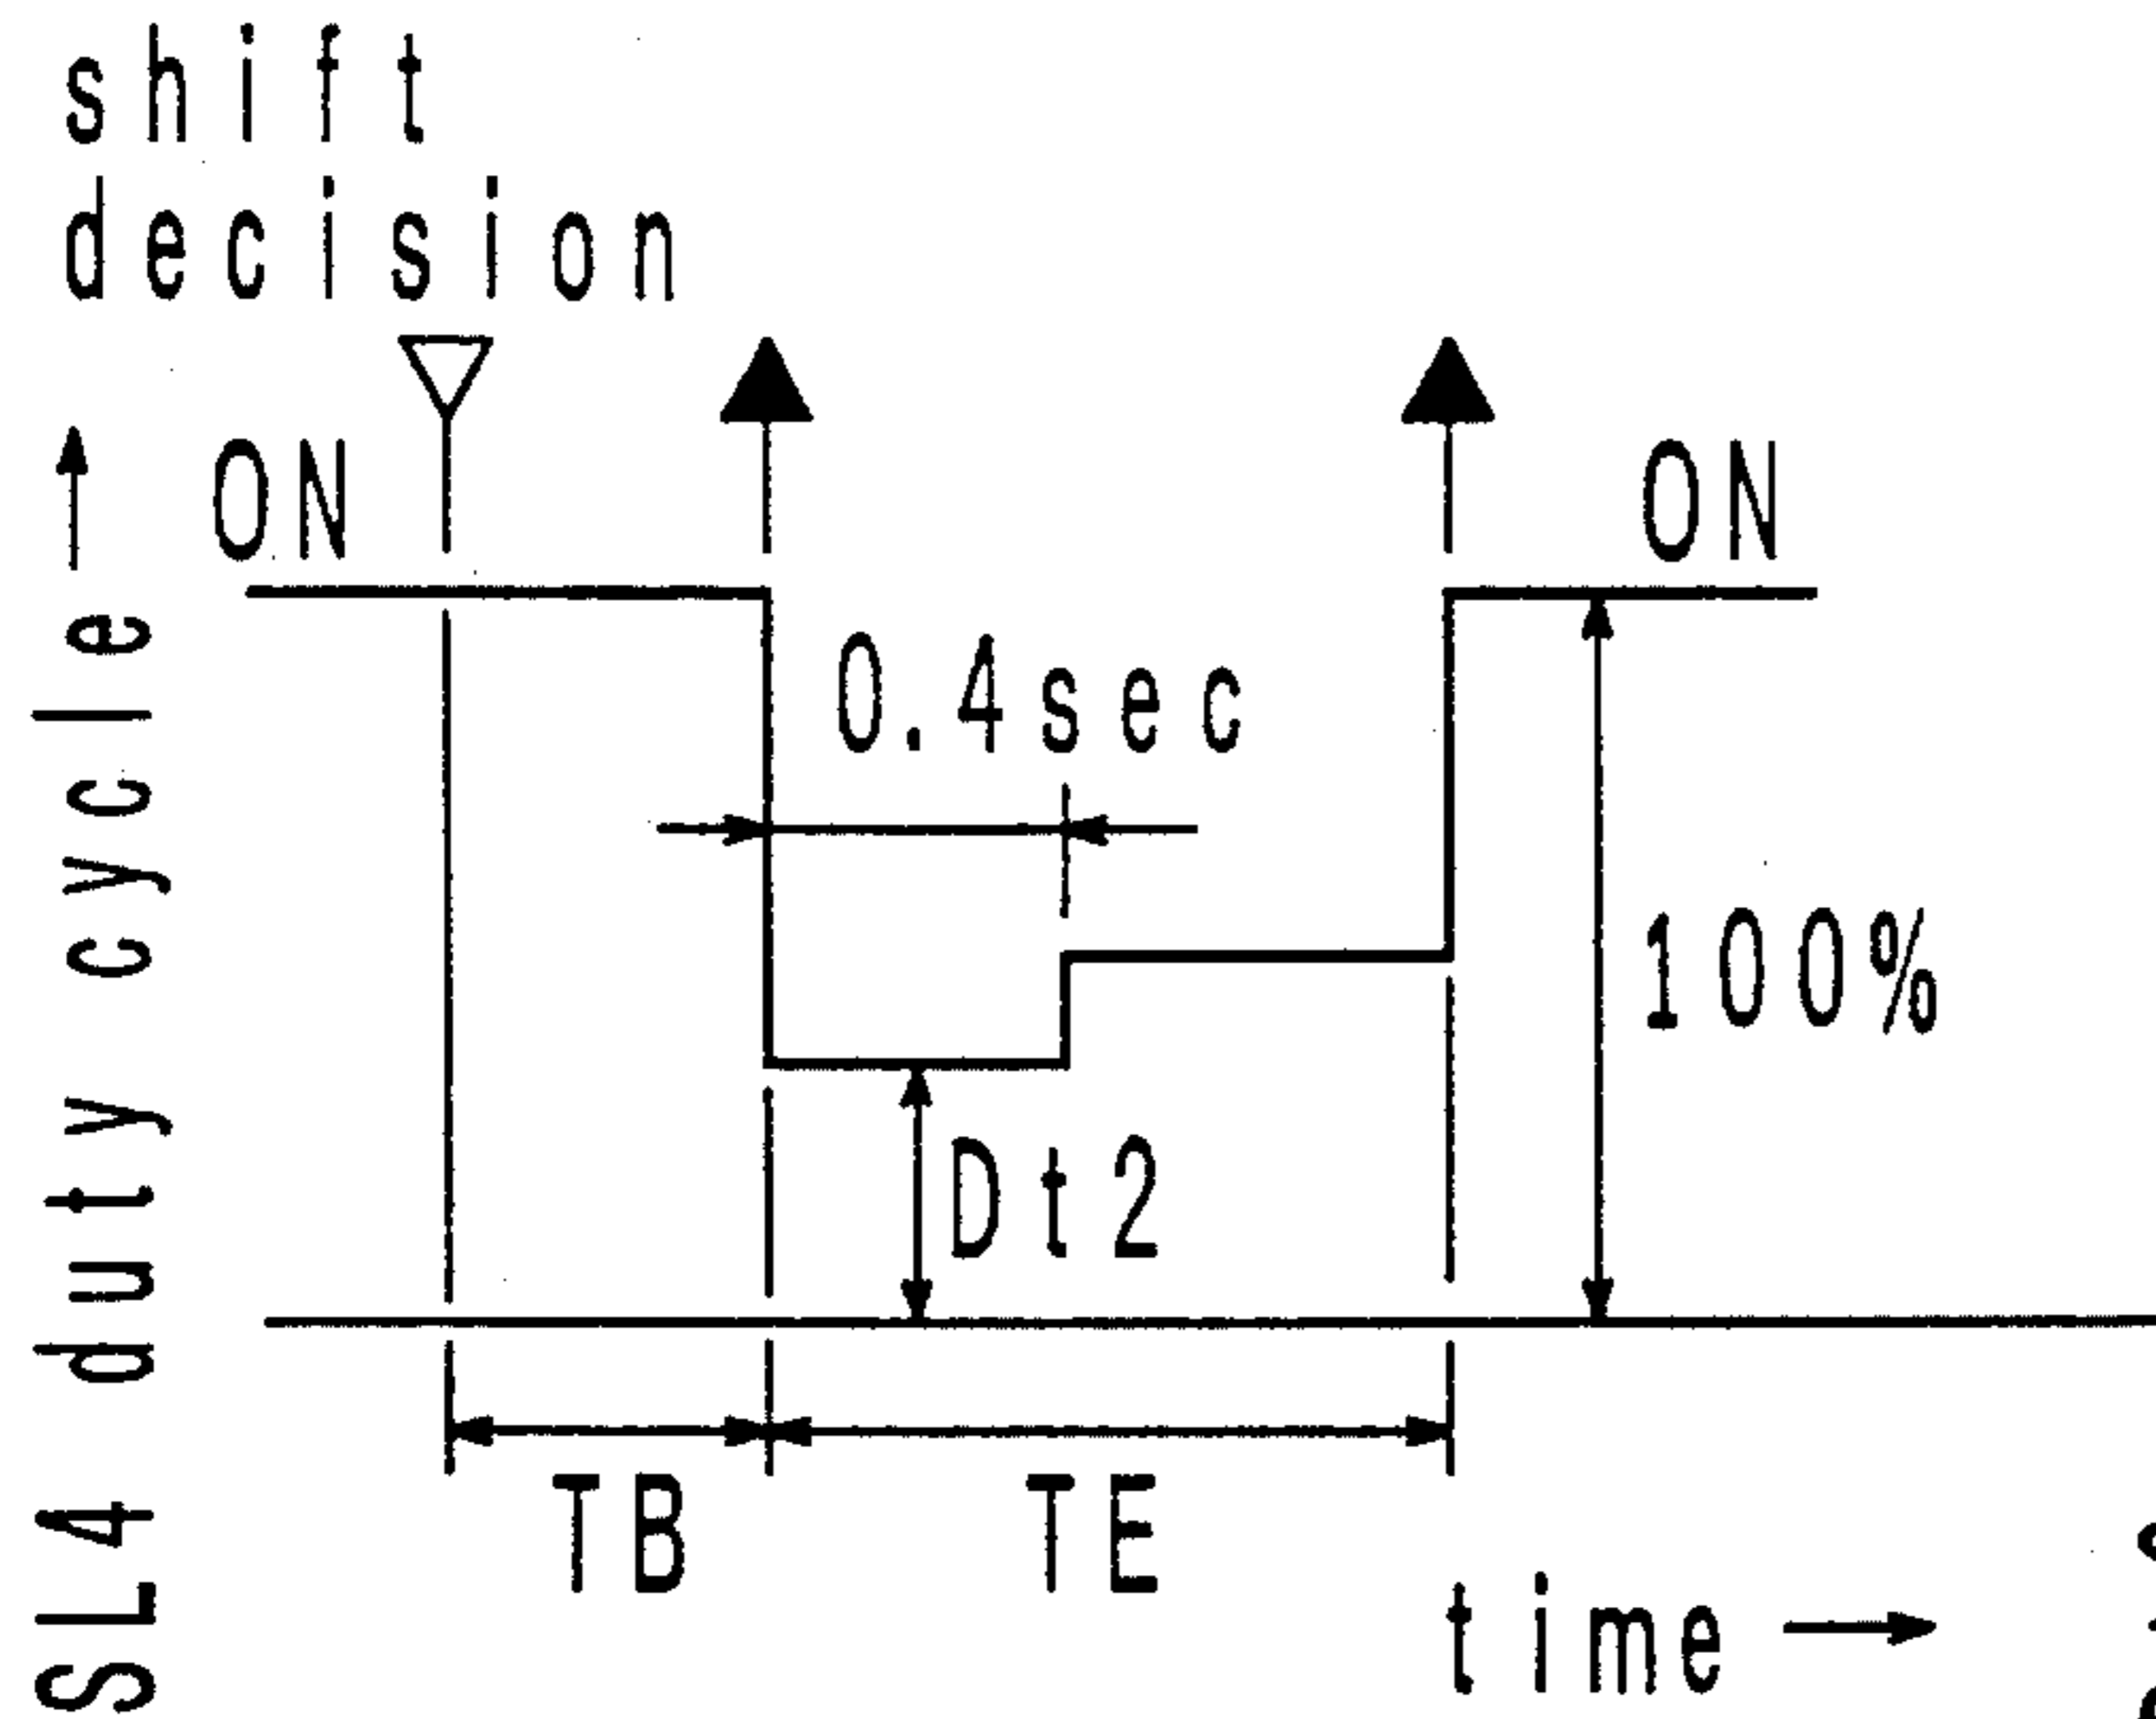 shift
decision
ON
ON
0.4sec
100%
Dt2
SL4 duty cycle
TB
TE
time